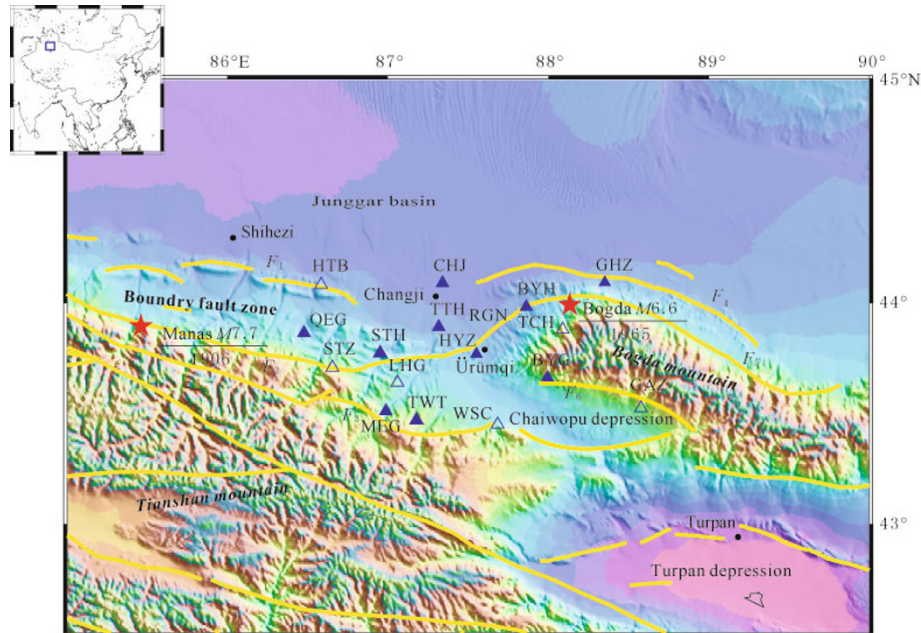 86°E
87°
88°
89°
90°
45°N
Junggar basin
Shihezi
F₁
HTB
CHJ
GHZ
Changji
BYH
44°
Boundry fault zone
TTH
RGN
Bogda M6.6
F₄
QEG
TCH
Manas M7.7
STH
HYZ
1965
1906
STZ
LHG
Ürümqi
BYG
Bogda mountain
F₅
F₆
GAZ
MFG
TWT
WSC
Chaiwopu depression
Tianshan mountain
43°
Turpan
Turpan depression